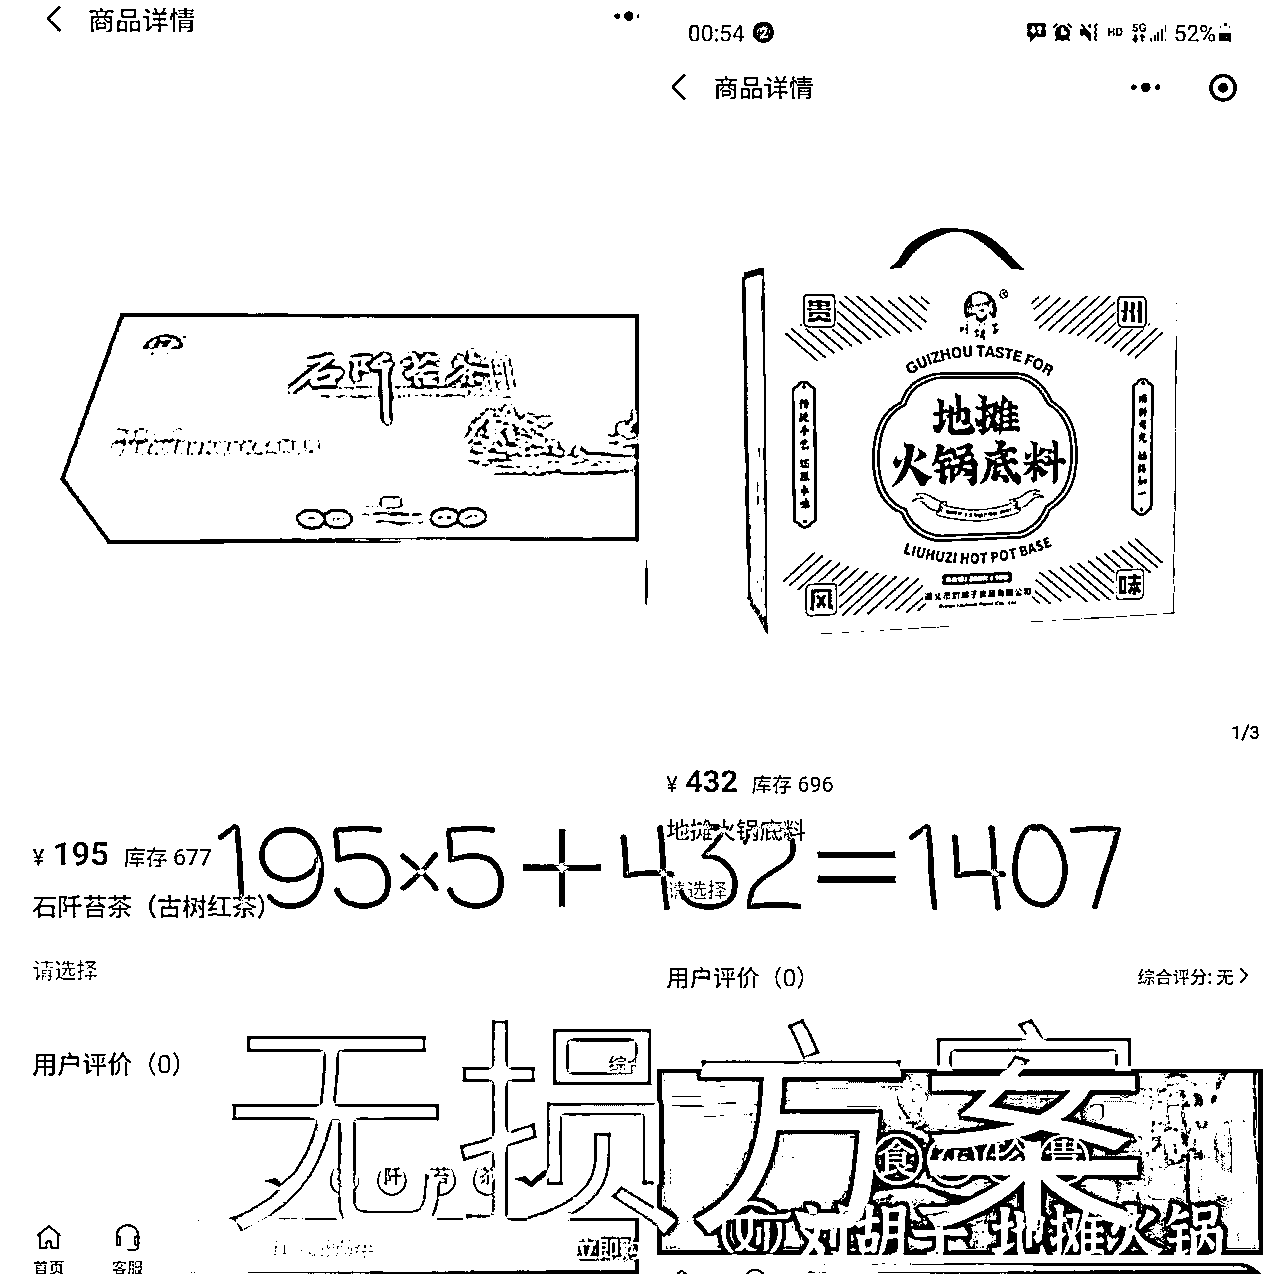 商品详情
石阡苔茶
¥ 195 库存 677
石阡苔茶（古树红茶）
请选择
用户评价（0）
首页
客服
立即购
00:54
HD 5G 52%
商品详情
贵州
GUIZHOU TASTE FOR
地摊
火锅底料
LIUHUZI HOT POT BASE
风味
1/3
¥ 432 库存 696
地摊火锅底料
请选择
195×5+432=1407
用户评价（0）
综合评分: 无
无损方案
刘胡子 地摊火锅